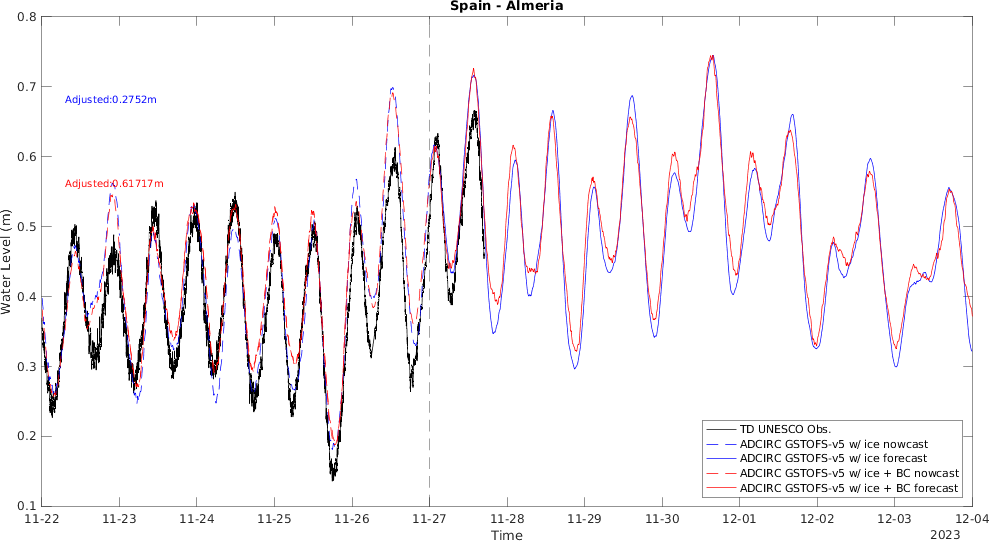 Spain - Almeria
0.8
0.7
0.6
0.5
0.4
0.3
0.2
0.1
Water Level (m)
Adjusted:0.2752m
Adjusted:0.61717m
TD UNESCO Obs.
ADCIRC GSTOFS-v5 w/ ice nowcast
ADCIRC GSTOFS-v5 w/ ice forecast
ADCIRC GSTOFS-v5 w/ ice + BC nowcast
ADCIRC GSTOFS-v5 w/ ice + BC forecast
11-22 11-23 11-24 11-25 11-26 11-27 11-28 11-29 11-30 12-01 12-02 12-03 12-04
Time
2023